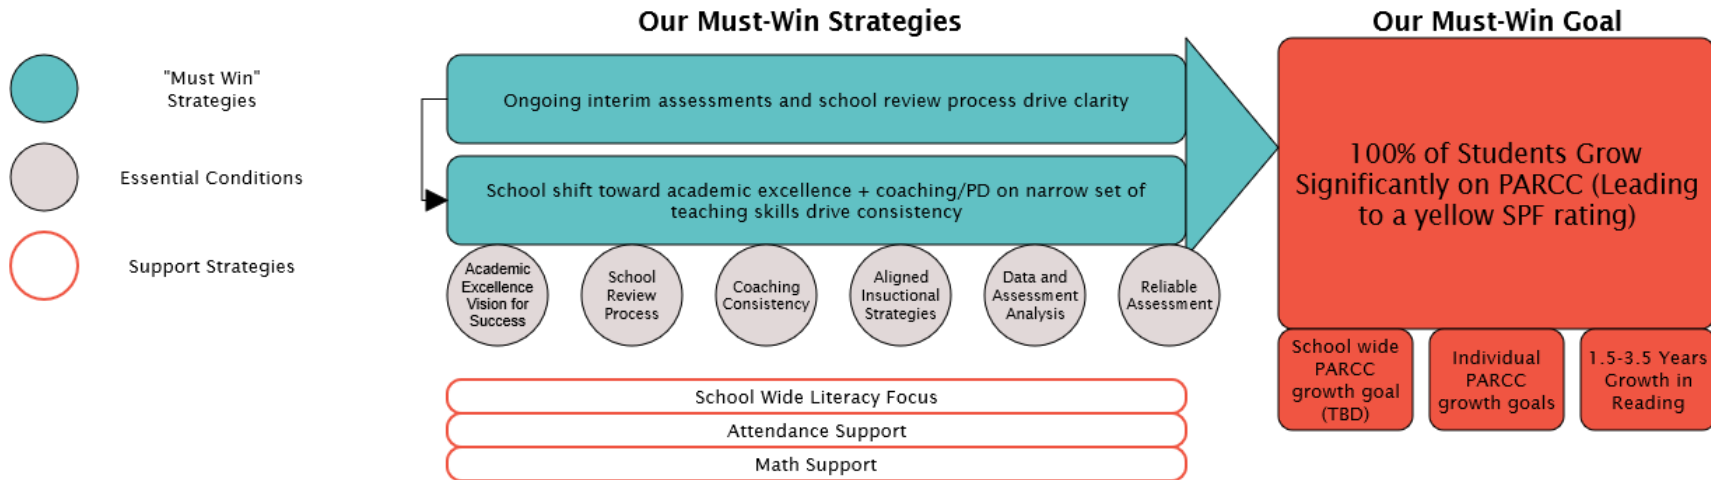 Our Must-Win Strategies
Our Must-Win Goal
"Must Win"
Strategies
Essential Conditions
Support Strategies
Ongoing interim assessments and school review process drive clarity
School shift toward academic excellence + coaching/PD on narrow set of
teaching skills drive consistency
Academic
Excellence
Vision for
Success
School
Review
Process
Coaching
Consistency
Aligned
Insuctional
Strategies
Data and
Assessment
Analysis
Reliable
Assessment
School Wide Literacy Focus
Attendance Support
Math Support
100% of Students Grow
Significantly on PARCC (Leading
to a yellow SPF rating)
School wide
PARCC
growth goal
(TBD)
Individual
PARCC
growth goals
1.5-3.5 Years
Growth in
Reading